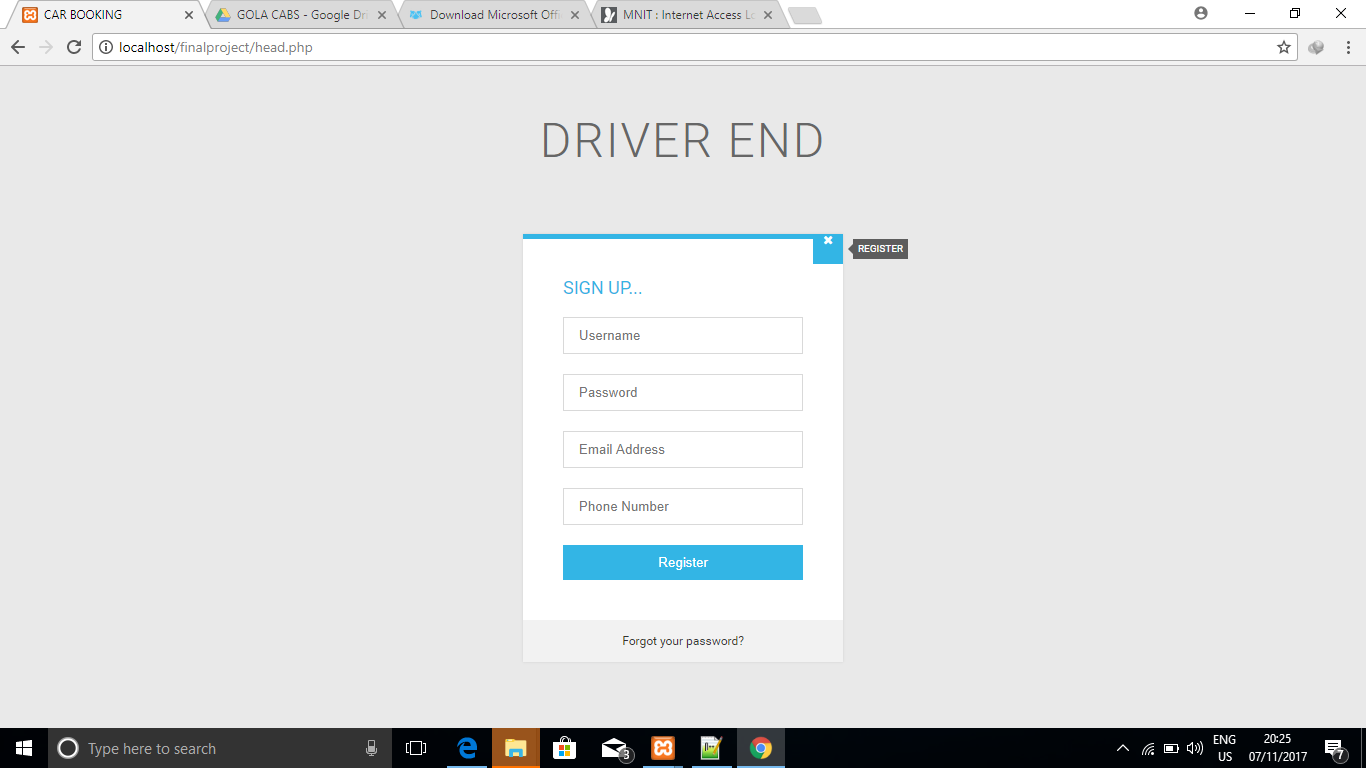 CAR BOOKING
GOLA CABS - Google Dri
Download Microsoft Offi
MNIT : Internet Access Lo
localhost/finalproject/head.php
DRIVER END
REGISTER
SIGN UP...
Username
Password
Email Address
Phone Number
Register
Forgot your password?
Type here to search
3
ENG
US
20:25
07/11/2017
7